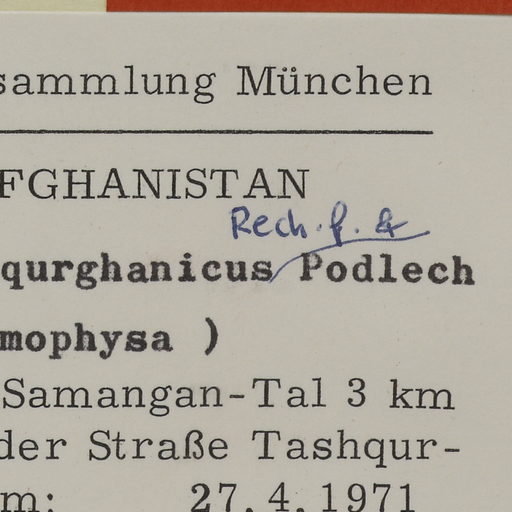 sammlung München
FGHANISTAN
Rech. f. &
qurghanicus Podlech
mophysa )
Samangan-Tal 3 km
der Straße Tashqur-
m: 27.4.1971